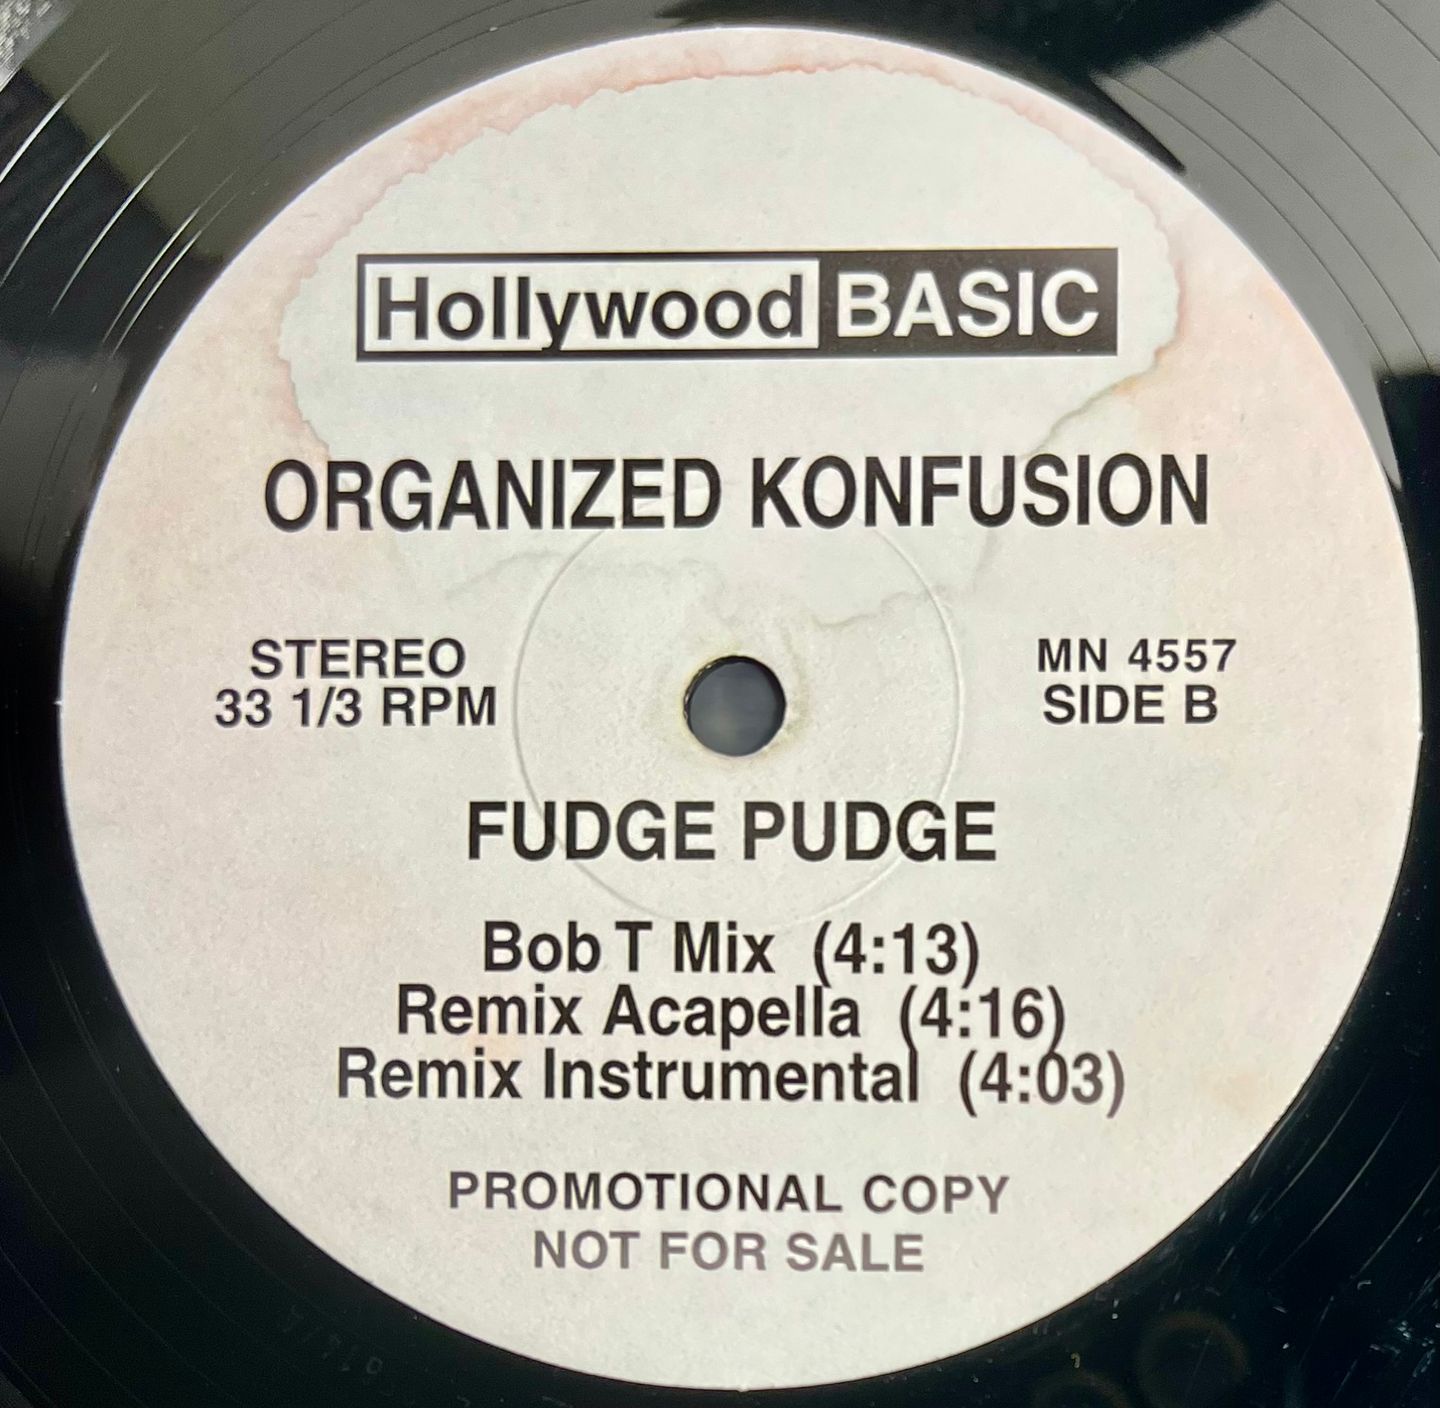 Hollywood BASIC
ORGANIZED KONFUSION
STEREO
33 1/3 RPM
MN 4557
SIDE B
FUDGE PUDGE
Bob T Mix (4:13)
Remix Acapella (4:16)
Remix Instrumental (4:03)
PROMOTIONAL COPY
NOT FOR SALE